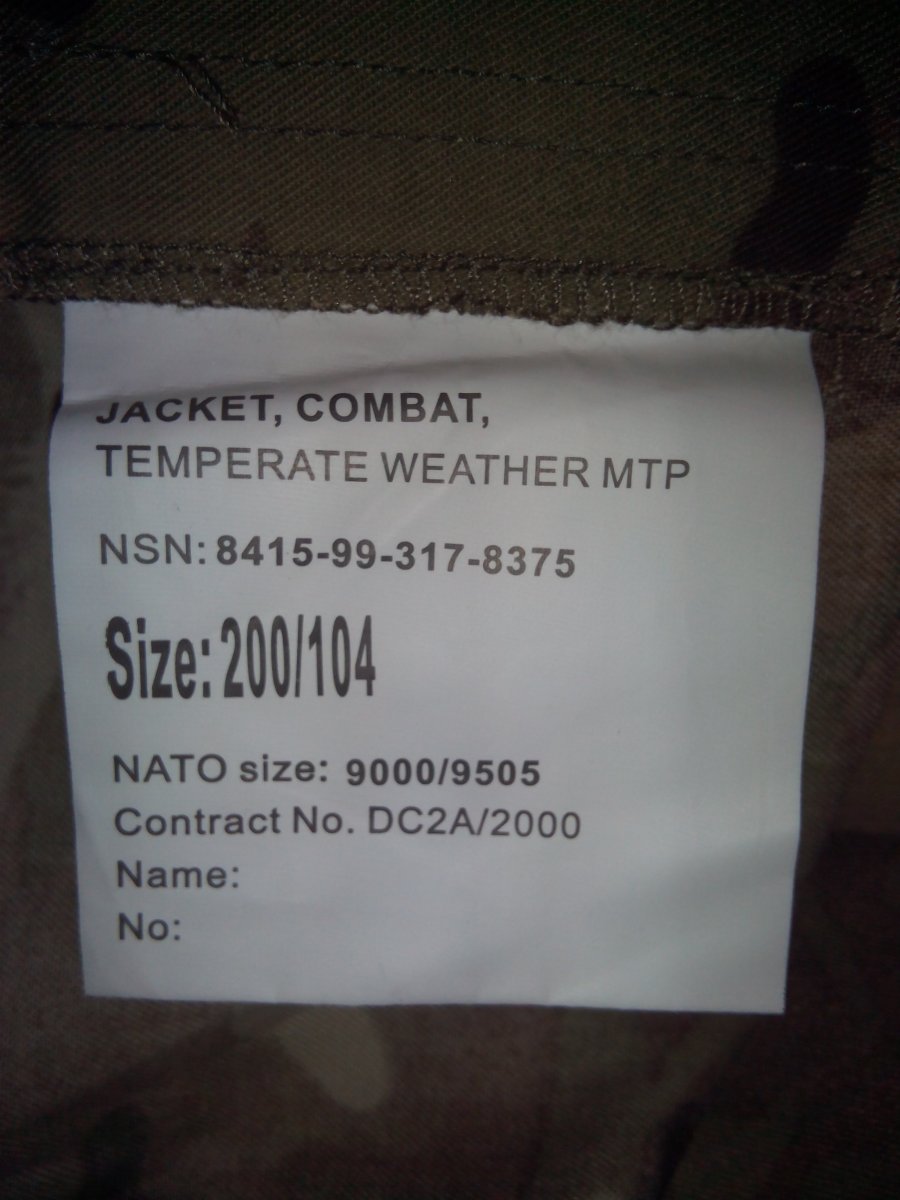 JACKET, COMBAT,
TEMPERATE WEATHER MTP
NSN: 8415-99-317-8375
Size: 200/104
NATO size: 9000/9505
Contract No. DC2A/2000
Name:
No: